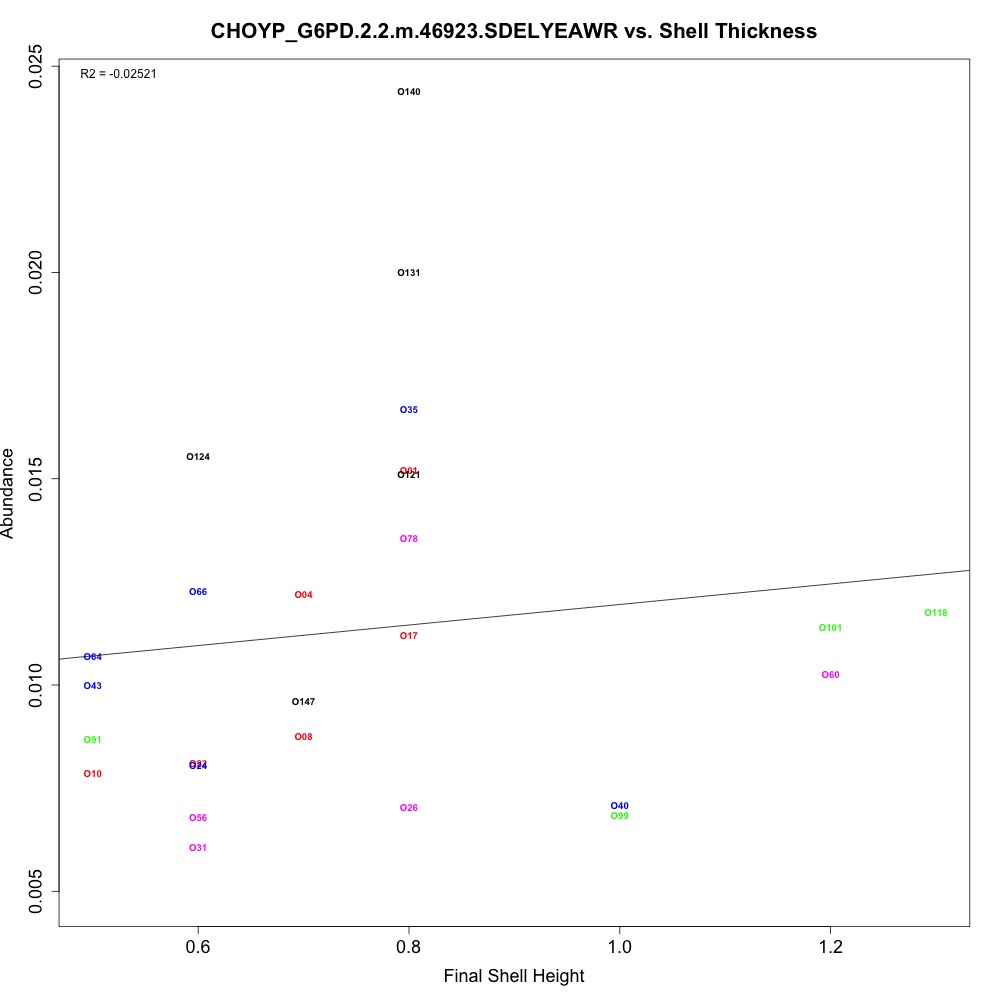 CHOYP_G6PD.2.2.m.46923.SDELYEAWR vs. Shell Thickness
R2 = -0.02521
0.025
O140
0.020
O131
O35
O124
O01
O121
0.015
O78
O66
O04
O17
O118
O101
O64
O60
0.010
O43
O147
O91
O08
O24
O10
O26
O40
O99
O56
O31
0.005
Abundance
0.6
0.8
1.0
1.2
Final Shell Height